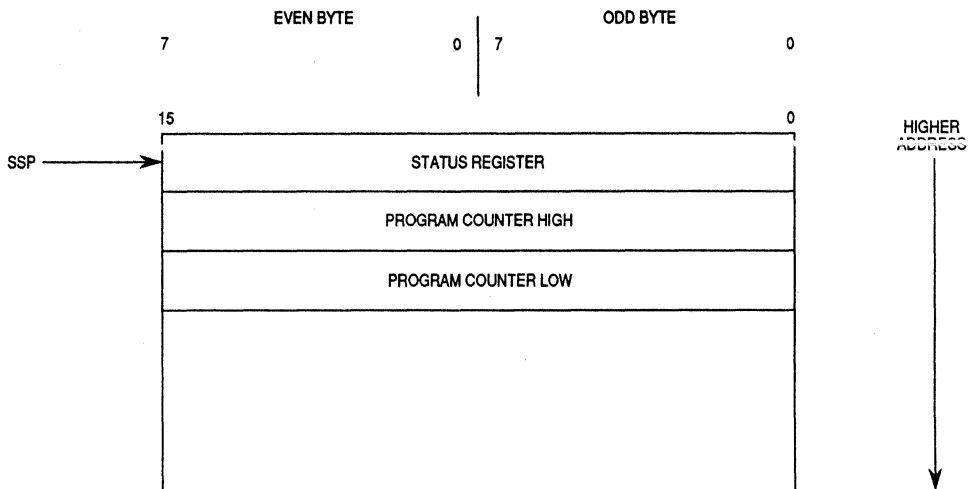 EVEN BYTE ODD BYTE
7 0 7 0
15 0
HIGHER
ADDRESS
SSP STATUS REGISTER
PROGRAM COUNTER HIGH
PROGRAM COUNTER LOW